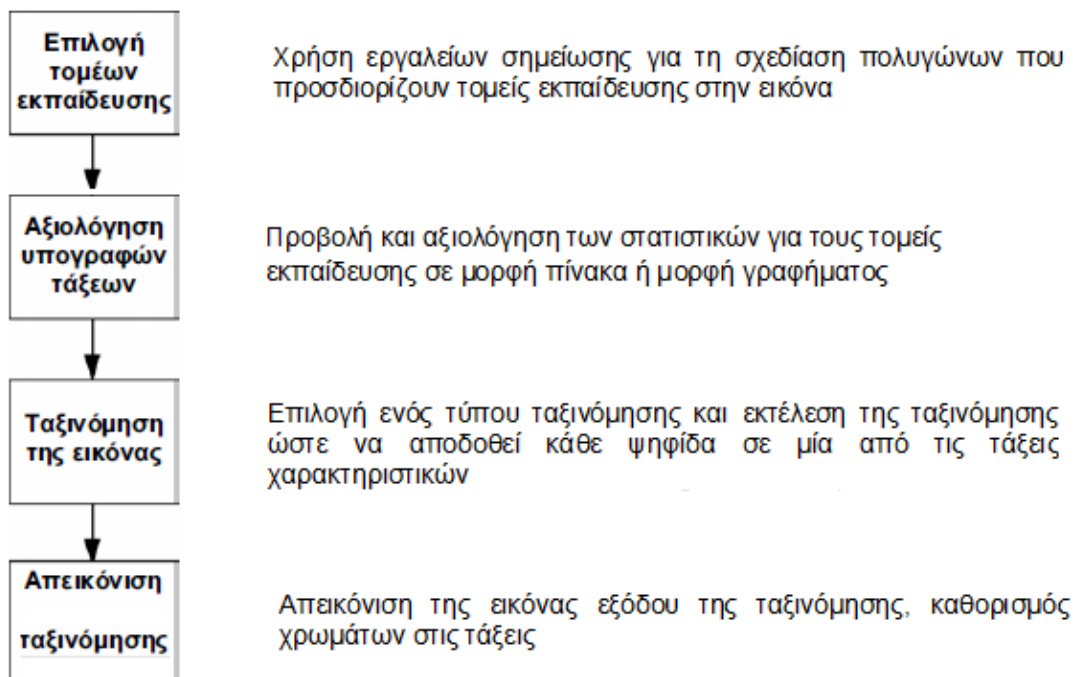 Επιλογή
τομέων
εκπαίδευσης
Χρήση εργαλείων σημείωσης για τη σχεδίαση πολυγώνων που
προσδιορίζουν τομείς εκπαίδευσης στην εικόνα
Αξιολόγηση
υπογραφών
τάξεων
Προβολή και αξιολόγηση των στατιστικών για τους τομείς
εκπαίδευσης σε μορφή πίνακα ή μορφή γραφήματος
Ταξινόμηση
της εικόνας
Επιλογή ενός τύπου ταξινόμησης και εκτέλεση της ταξινόμησης
ώστε να αποδοθεί κάθε ψηφίδα σε μία από τις τάξεις
χαρακτηριστικών
Απεικόνιση
ταξινόμησης
Απεικόνιση της εικόνας εξόδου της ταξινόμησης, καθορισμός
χρωμάτων στις τάξεις